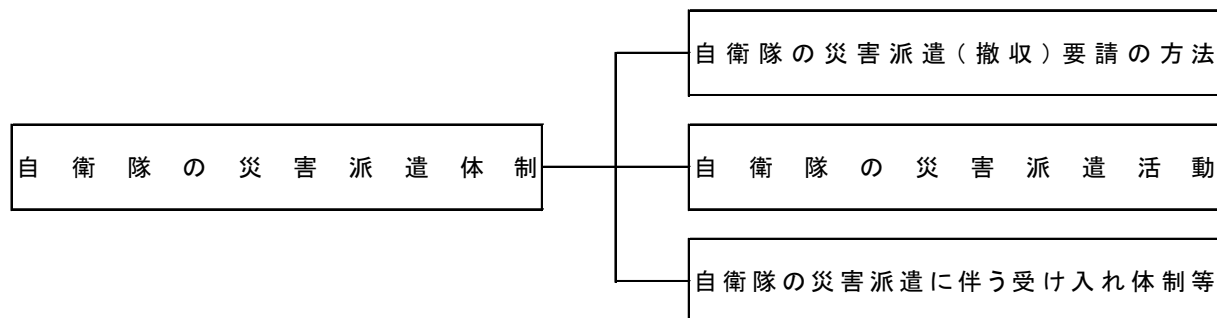 自衛隊の災害派遣(撤収)要請の方法
自衛隊の災害派遣体制
自衛隊の災害派遣活動
自衛隊の災害派遣に伴う受け入れ体制等